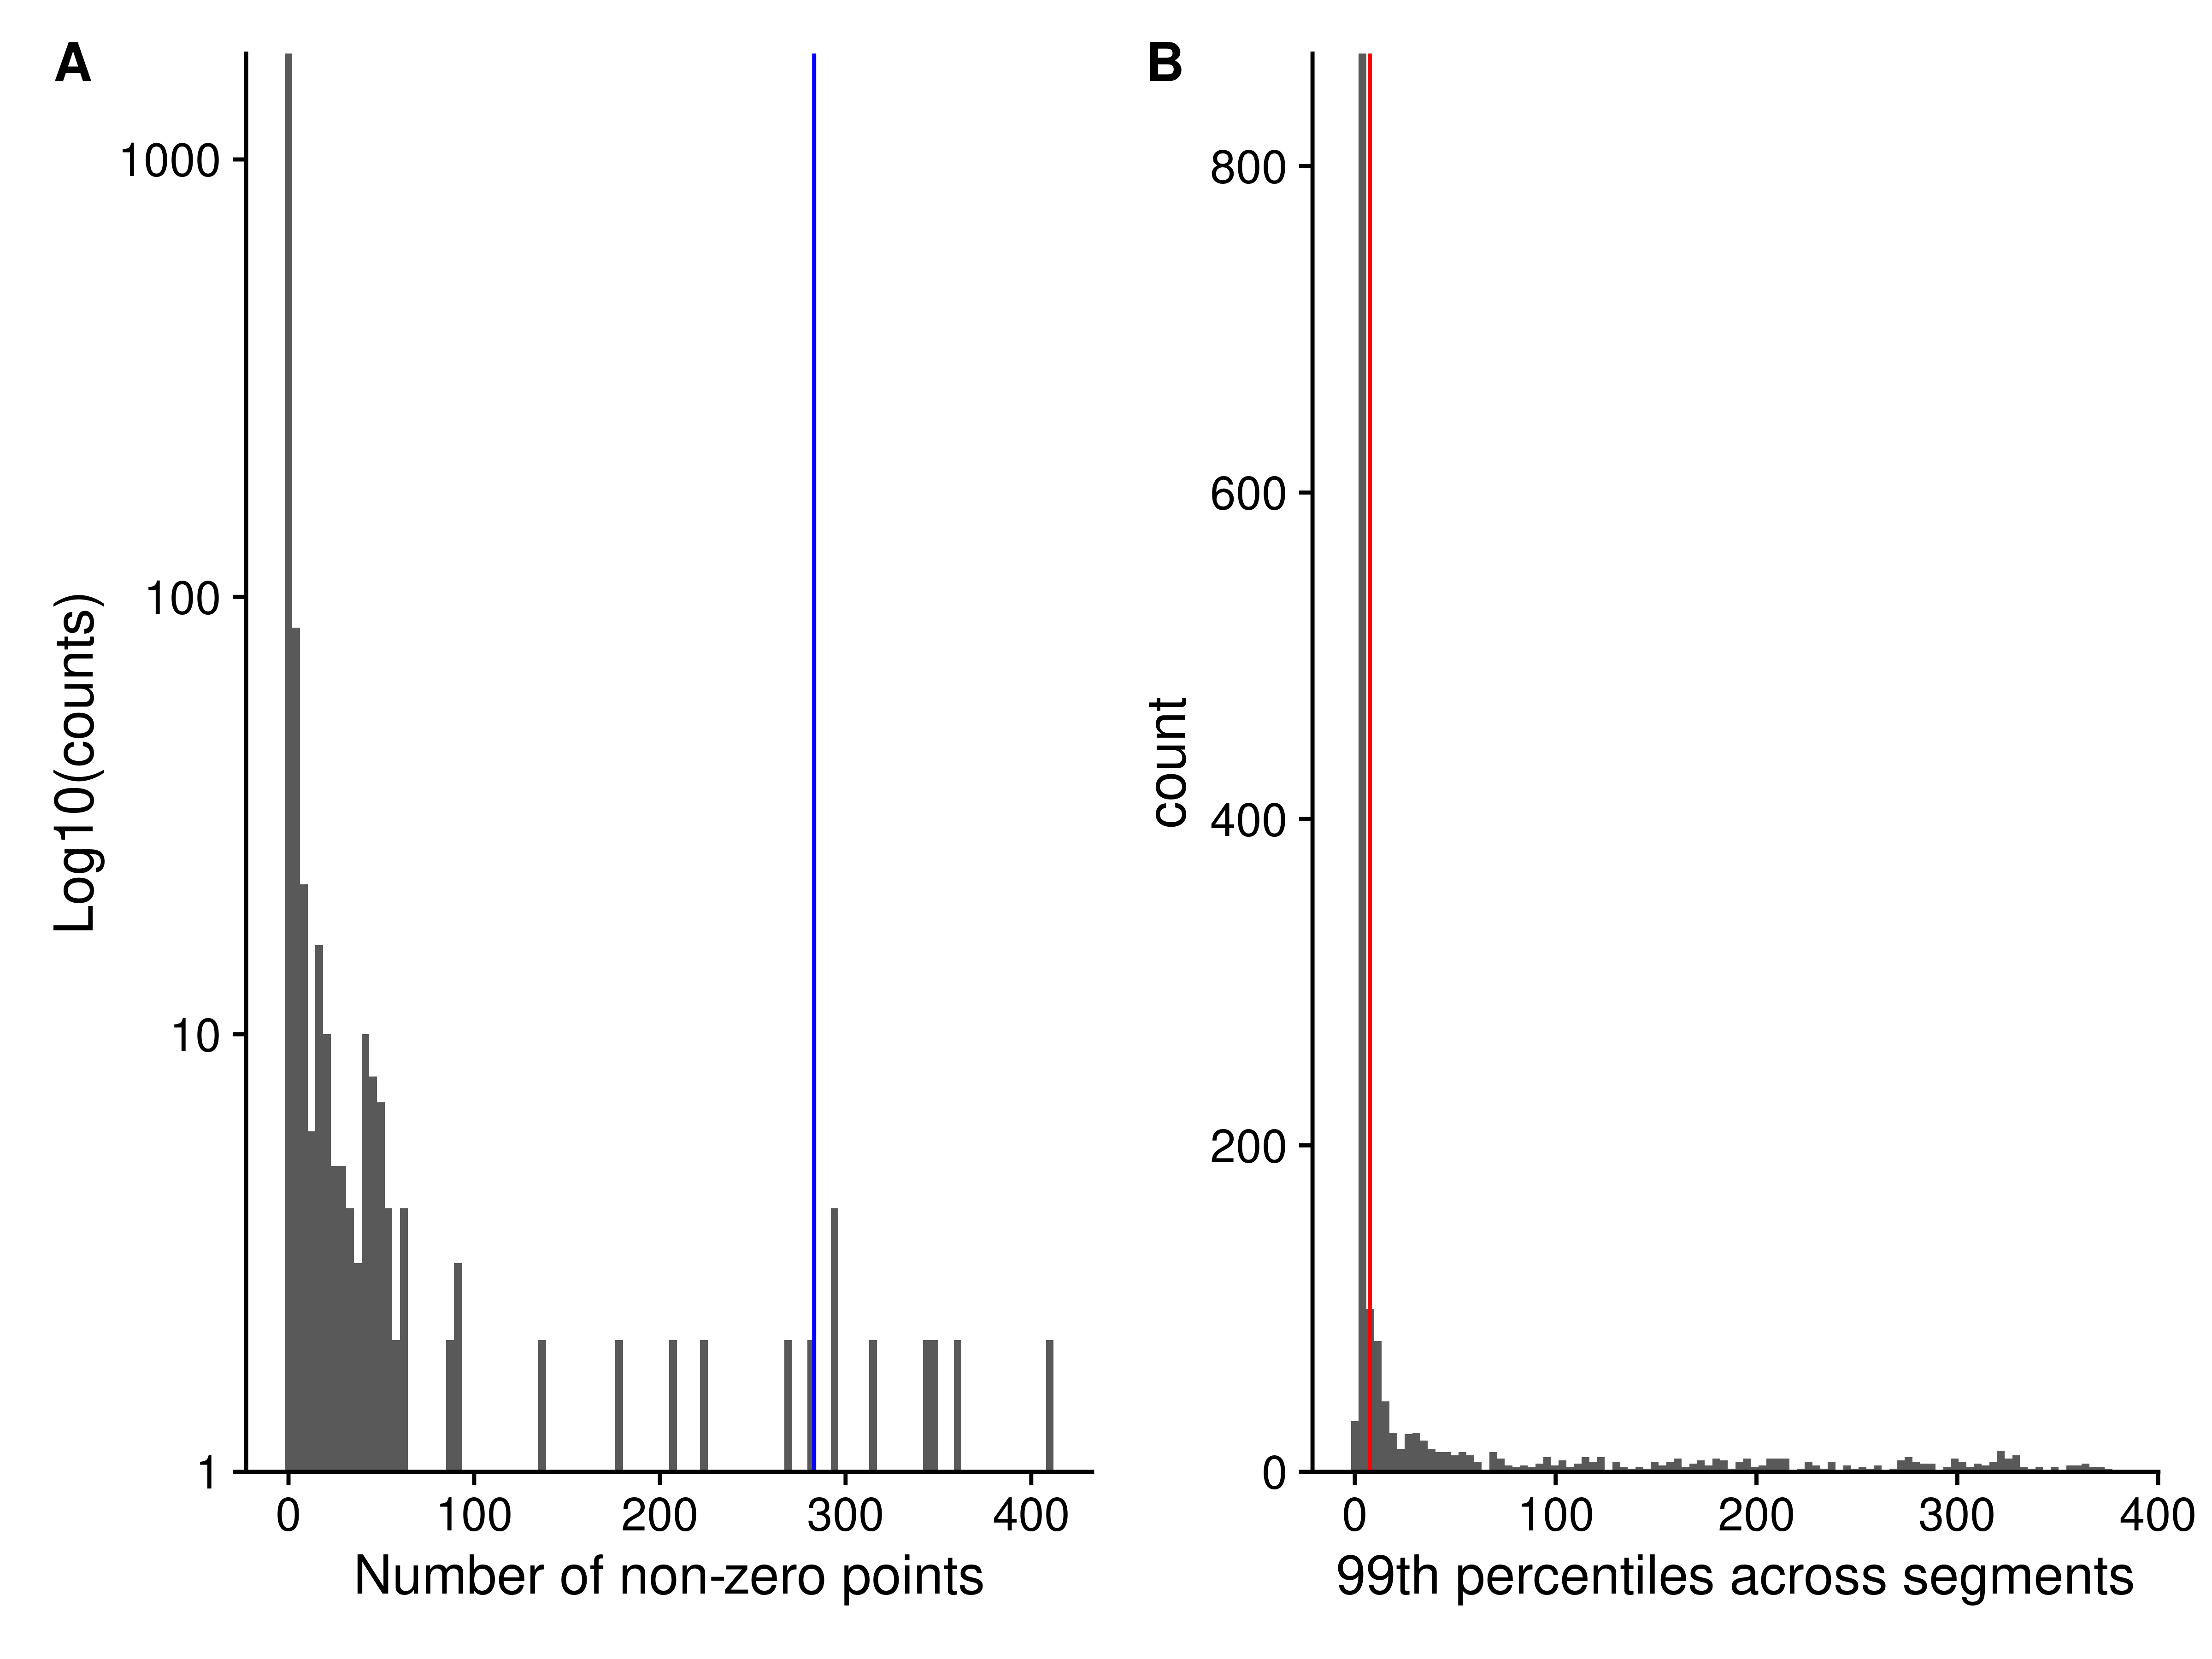 A
Log10(counts)
1000
100
10
1
0 100 200 300 400
Number of non-zero points
B
count
800
600
400
200
0
0 100 200 300 400
99th percentiles across segments